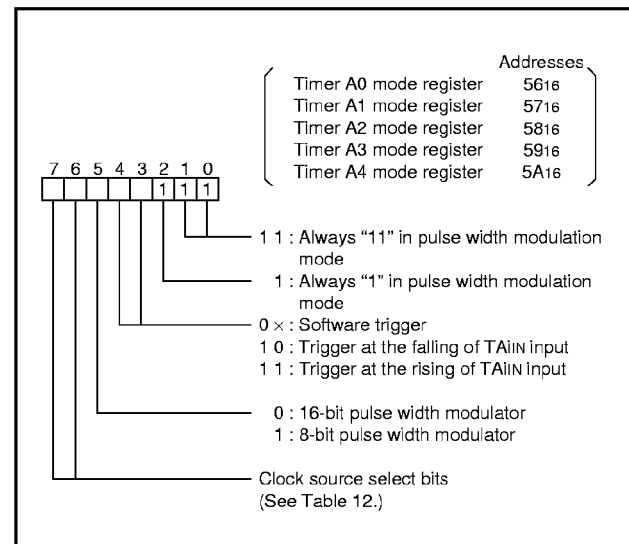 Addresses
Timer A0 mode register 5616
Timer A1 mode register 5716
Timer A2 mode register 5816
Timer A3 mode register 5916
Timer A4 mode register 5A16
7 6 5 4 3 2 1 0
1 1 1
1 1 : Always “11” in pulse width modulation
mode
1 : Always “1” in pulse width modulation
mode
0 × : Software trigger
1 0 : Trigger at the falling of TAiIN input
1 1 : Trigger at the rising of TAiIN input
0 : 16-bit pulse width modulator
1 : 8-bit pulse width modulator
Clock source select bits
(See Table 12.)